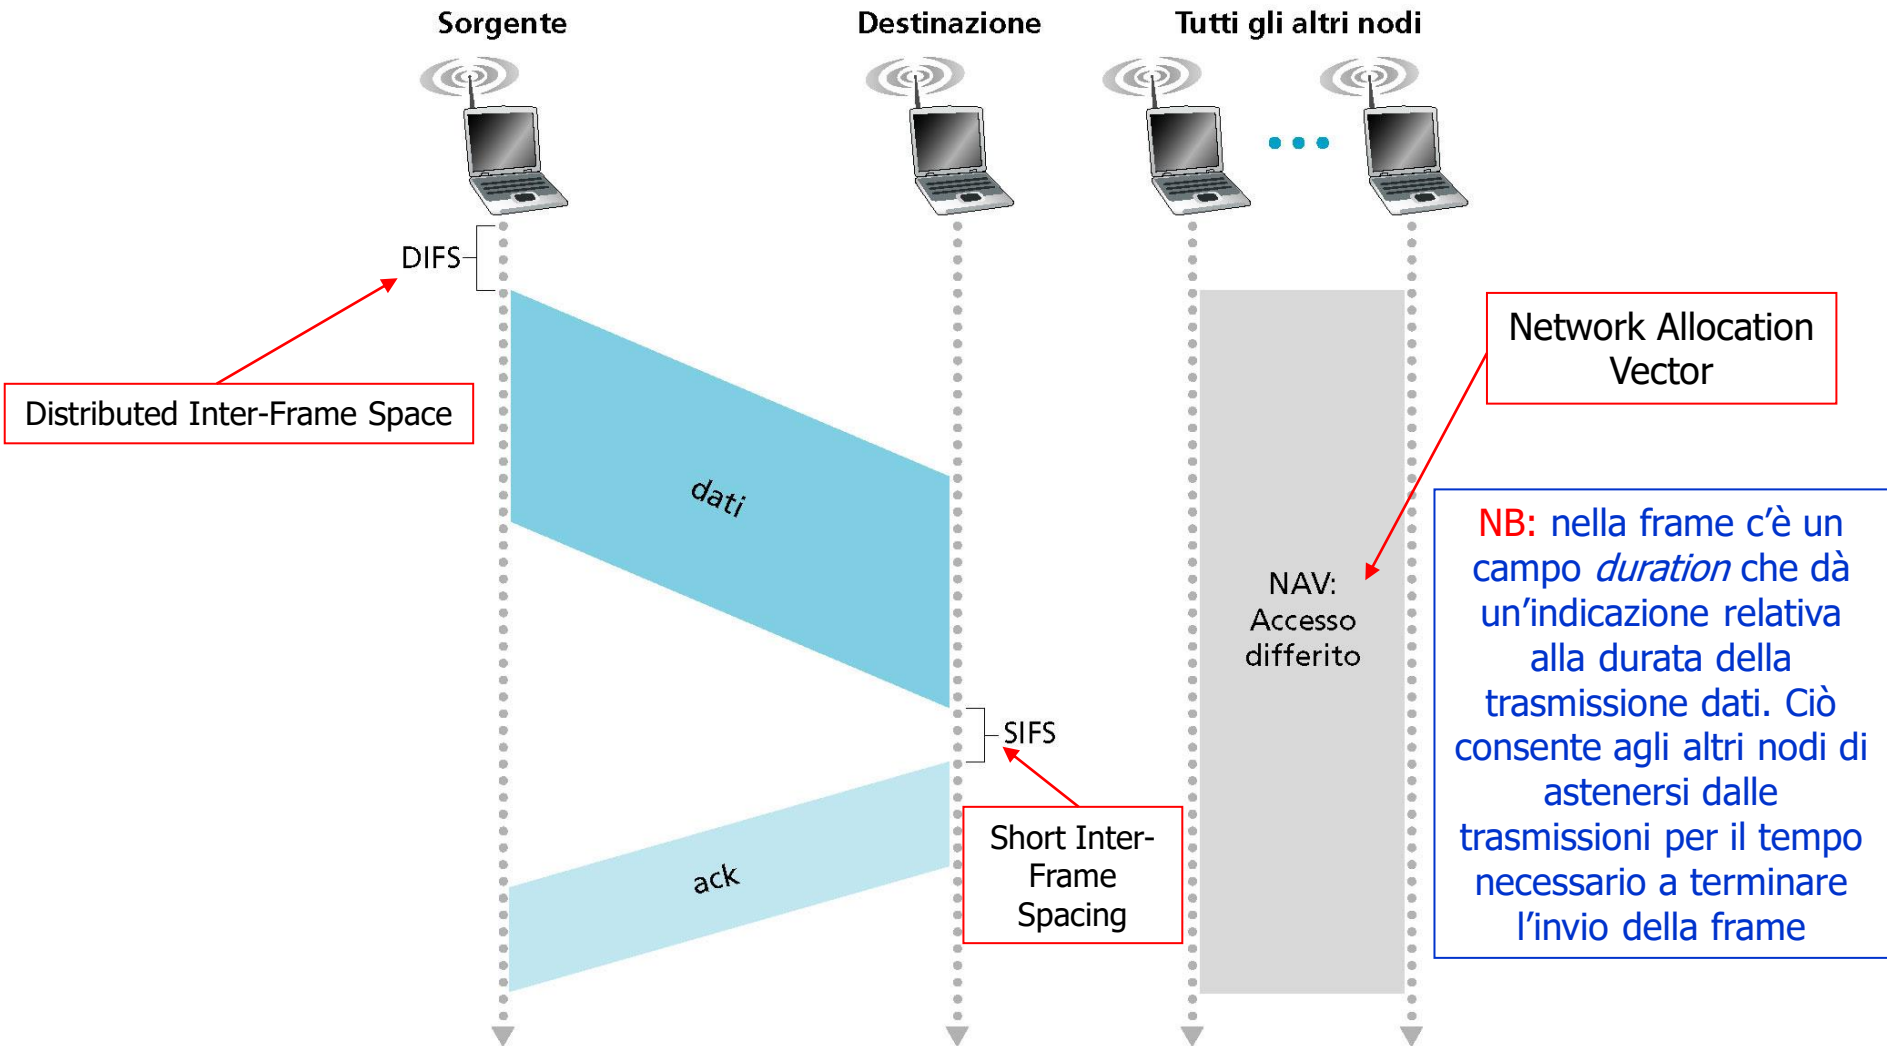 Sorgente
Destinazione
Tutti gli altri nodi
DIFS
Distributed Inter-Frame Space
dati
SIFS
Short Inter-
Frame
Spacing
ack
NAV:
Accesso
differito
Network Allocation
Vector
NB: nella frame c’è un
campo duration che dà
un’indicazione relativa
alla durata della
trasmissione dati. Ciò
consente agli altri nodi di
astenersi dalle
trasmissioni per il tempo
necessario a terminare
l’invio della frame